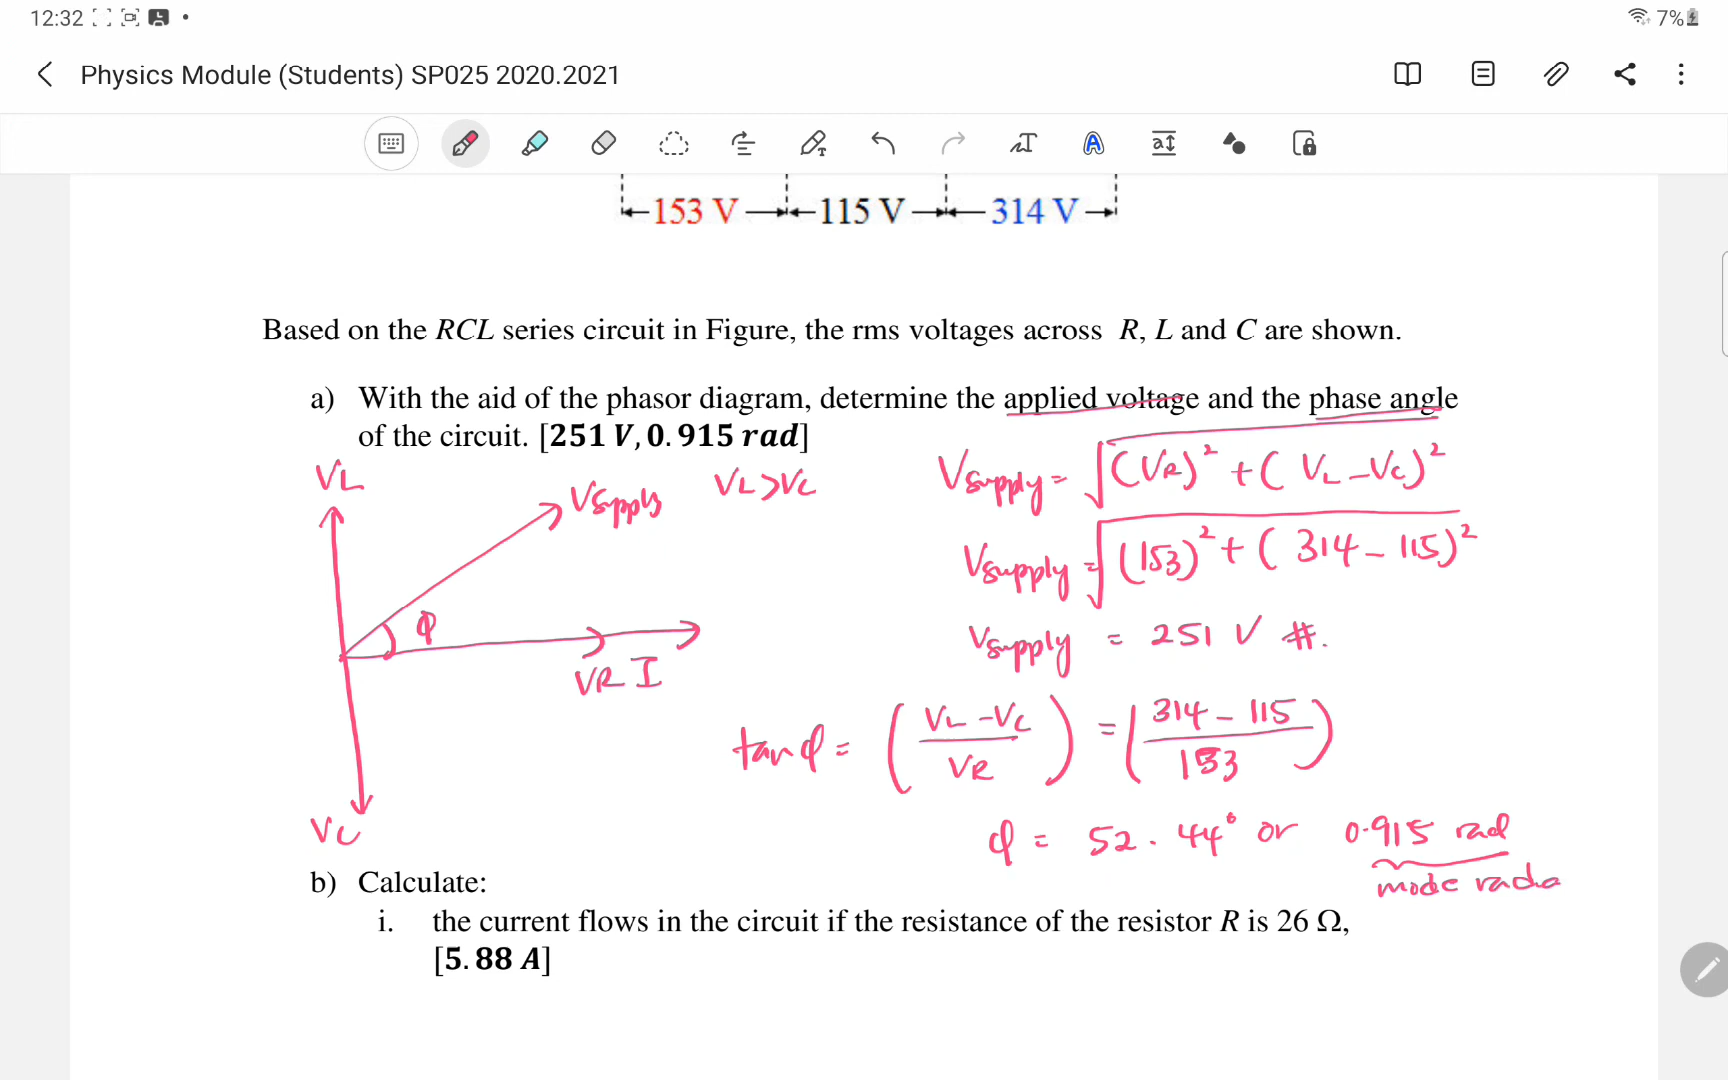 12:32 7%
Physics Module (Students) SP025 2020.2021
153 V 115 V 314 V
Based on the RCL series circuit in Figure, the rms voltages across R, L and C are shown.
a) With the aid of the phasor diagram, determine the applied voltage and the phase angle
of the circuit. [251 V, 0.915 rad]
VL
Vsupply
VL>VC
Vsupply = √(VR)² + (VL – VC)²
Vsupply = √(153)² + (314 – 115)²
Vsupply = 251 V #.
φ
VR I
tan φ = (VL – VC / VR) = (314 – 115 / 153)
φ = 52.44° or 0.915 rad
VC
b) Calculate:
i. the current flows in the circuit if the resistance of the resistor R is 26 Ω,
[5.88 A]
mode